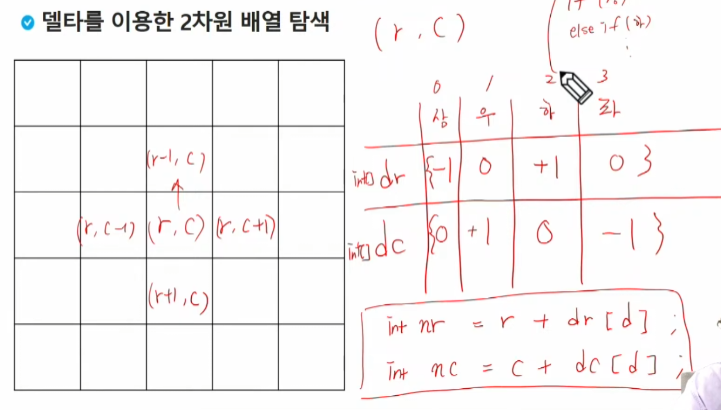 델타를 이용한 2차원 배열 탐색
(r, c)
else if (하)
⋮
0 1 2 3
상 우 하 좌
int[] dr {-1 0 +1 0 }
int[] dc {0 +1 0 -1 }
(r-1, c)
(r, c-1) (r, c) (r, c+1)
(r+1, c)
int nr = r + dr [d] ;
int nc = c + dc [d] ;